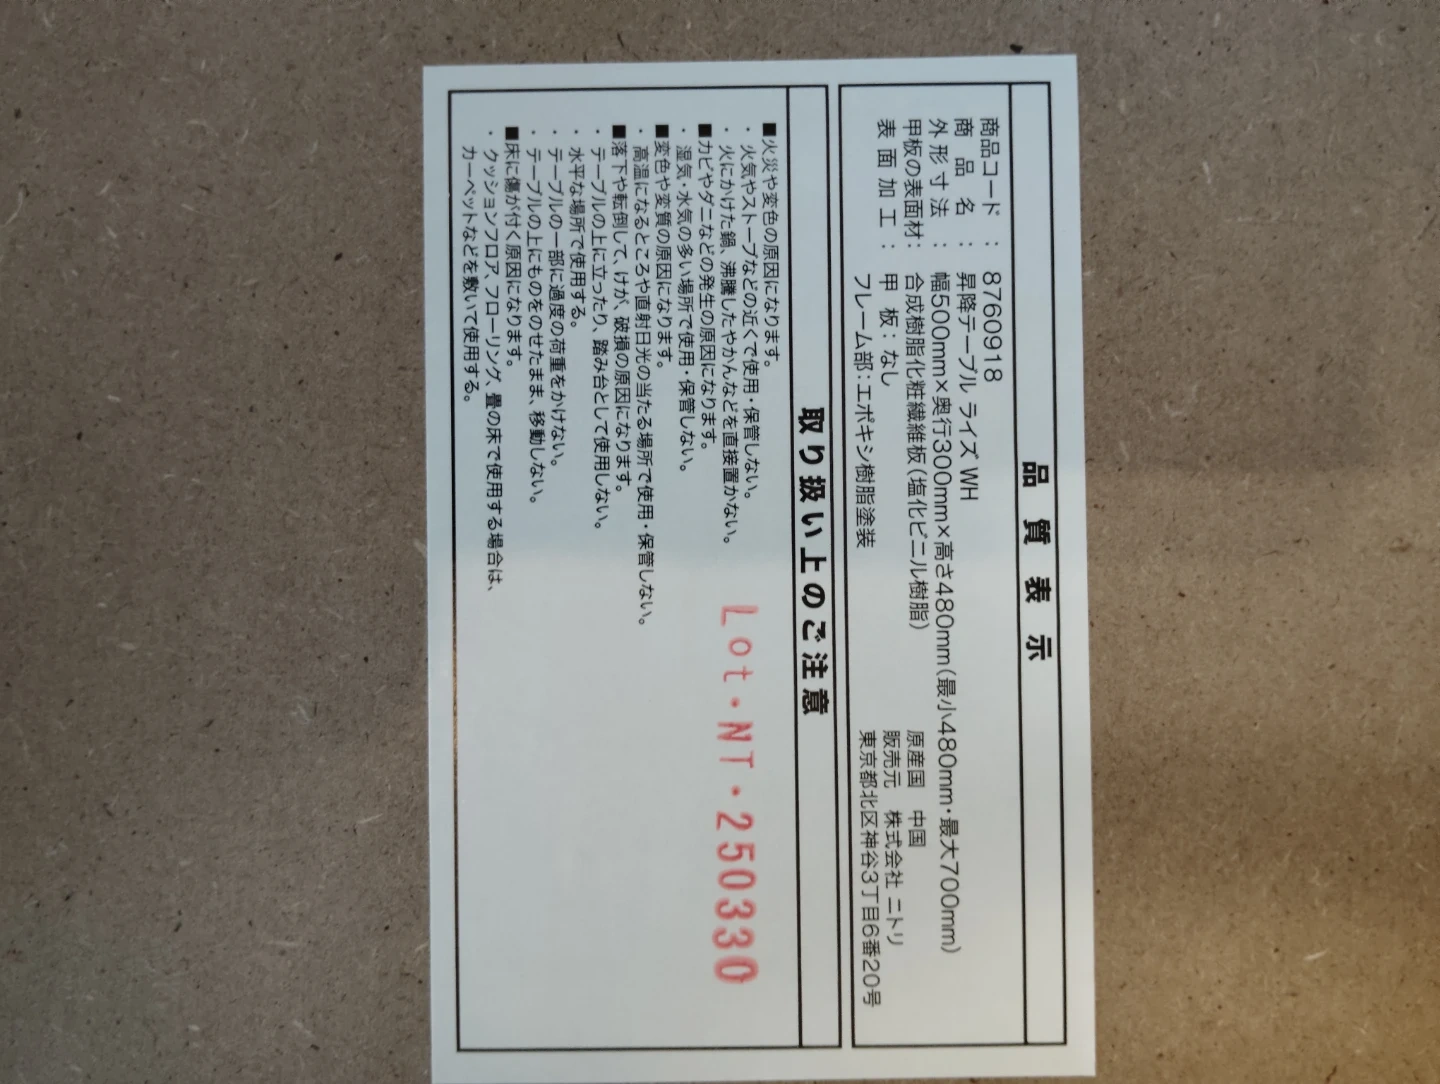 品質表示
商品コード：8760918
商品名：昇降テーブル ライズ WH
外形寸法：幅500mm×奥行300mm×高さ480mm(最小480mm・最大700mm)
甲板の表面材：合成樹脂化粧繊維板(塩化ビニル樹脂)
表面加工：甲板：なし
フレーム部：エポキシ樹脂塗装
原産国 中国
販売元 株式会社 ニトリ
東京都北区神谷3丁目6番20号
取り扱い上のご注意
■火災や変色の原因になります。
・火気やストーブなどの近くで使用・保管しない。
・火にかけた鍋、沸騰したやかんなどを直接置かない。
■カビやダニなどの発生の原因になります。
・湿気・水気の多い場所で使用・保管しない。
■変色や変質の原因になります。
・高温になるところや直射日光の当たる場所で使用・保管しない。
■落下や転倒して、けが、破損の原因になります。
・テーブルの上に立ったり、踏み台として使用しない。
・水平な場所で使用する。
・テーブルの一部に過度の荷重をかけない。
・テーブルの上にものをのせたまま、移動しない。
■床に傷が付く原因になります。
・クッションフロア、フローリング、畳の床で使用する場合は、
カーペットなどを敷いて使用する。
Lot・NT・250330